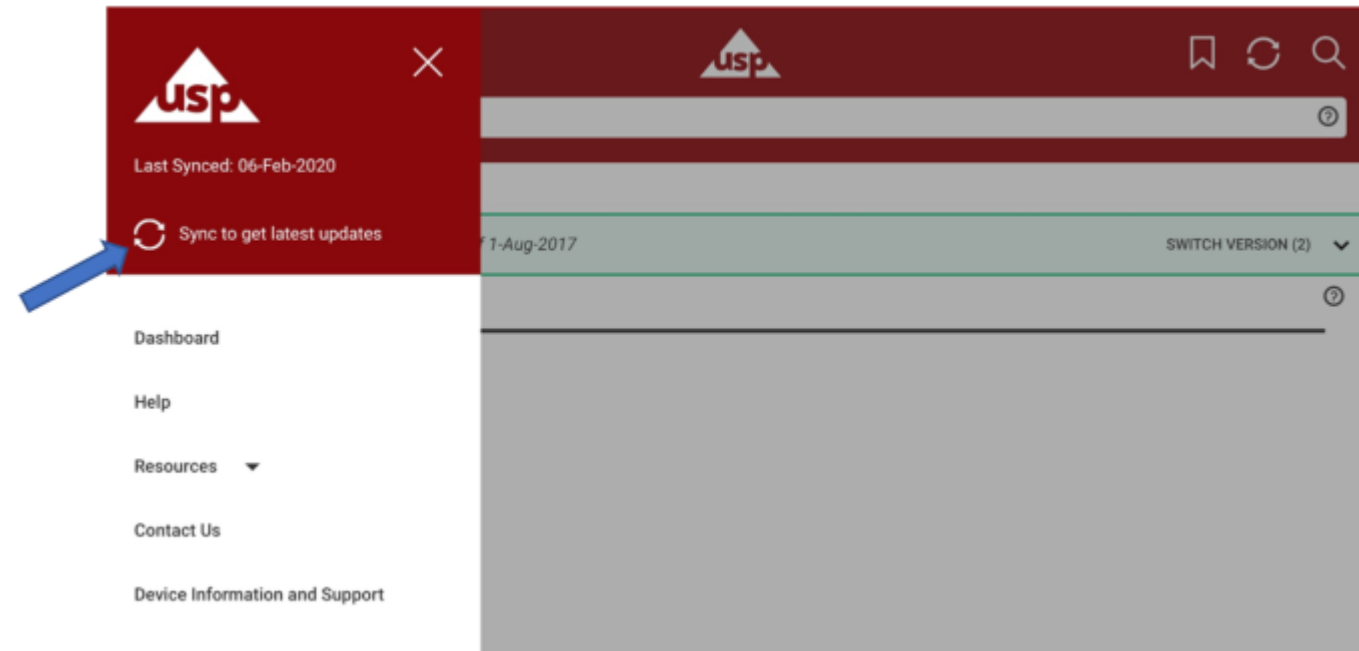 usp
usp
Last Synced: 06-Feb-2020
Sync to get latest updates
1-Aug-2017
SWITCH VERSION (2)
Dashboard
Help
Resources
Contact Us
Device Information and Support